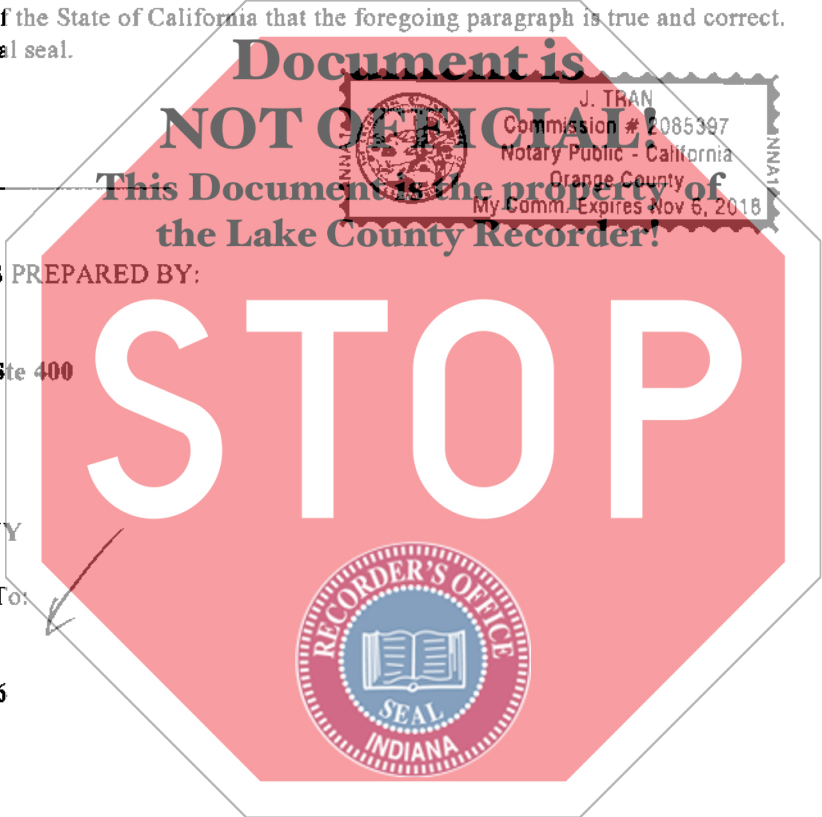 f the State of California that the foregoing paragraph is true and correct.
al seal.
Document is
NOT OFFICIAL!
This Document is the property of
the Lake County Recorder!
J. TRAN
Commission # 2085397
Notary Public - California
Orange County
My Comm. Expires Nov 6, 2018
NNA1
PREPARED BY:
Ste 400
STOP
Y
To:
6
RECORDER'S OFFICE
SEAL
INDIANA